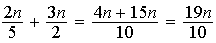 2n/5 + 3n/2 = (4n + 15n)/10 = 19n/10